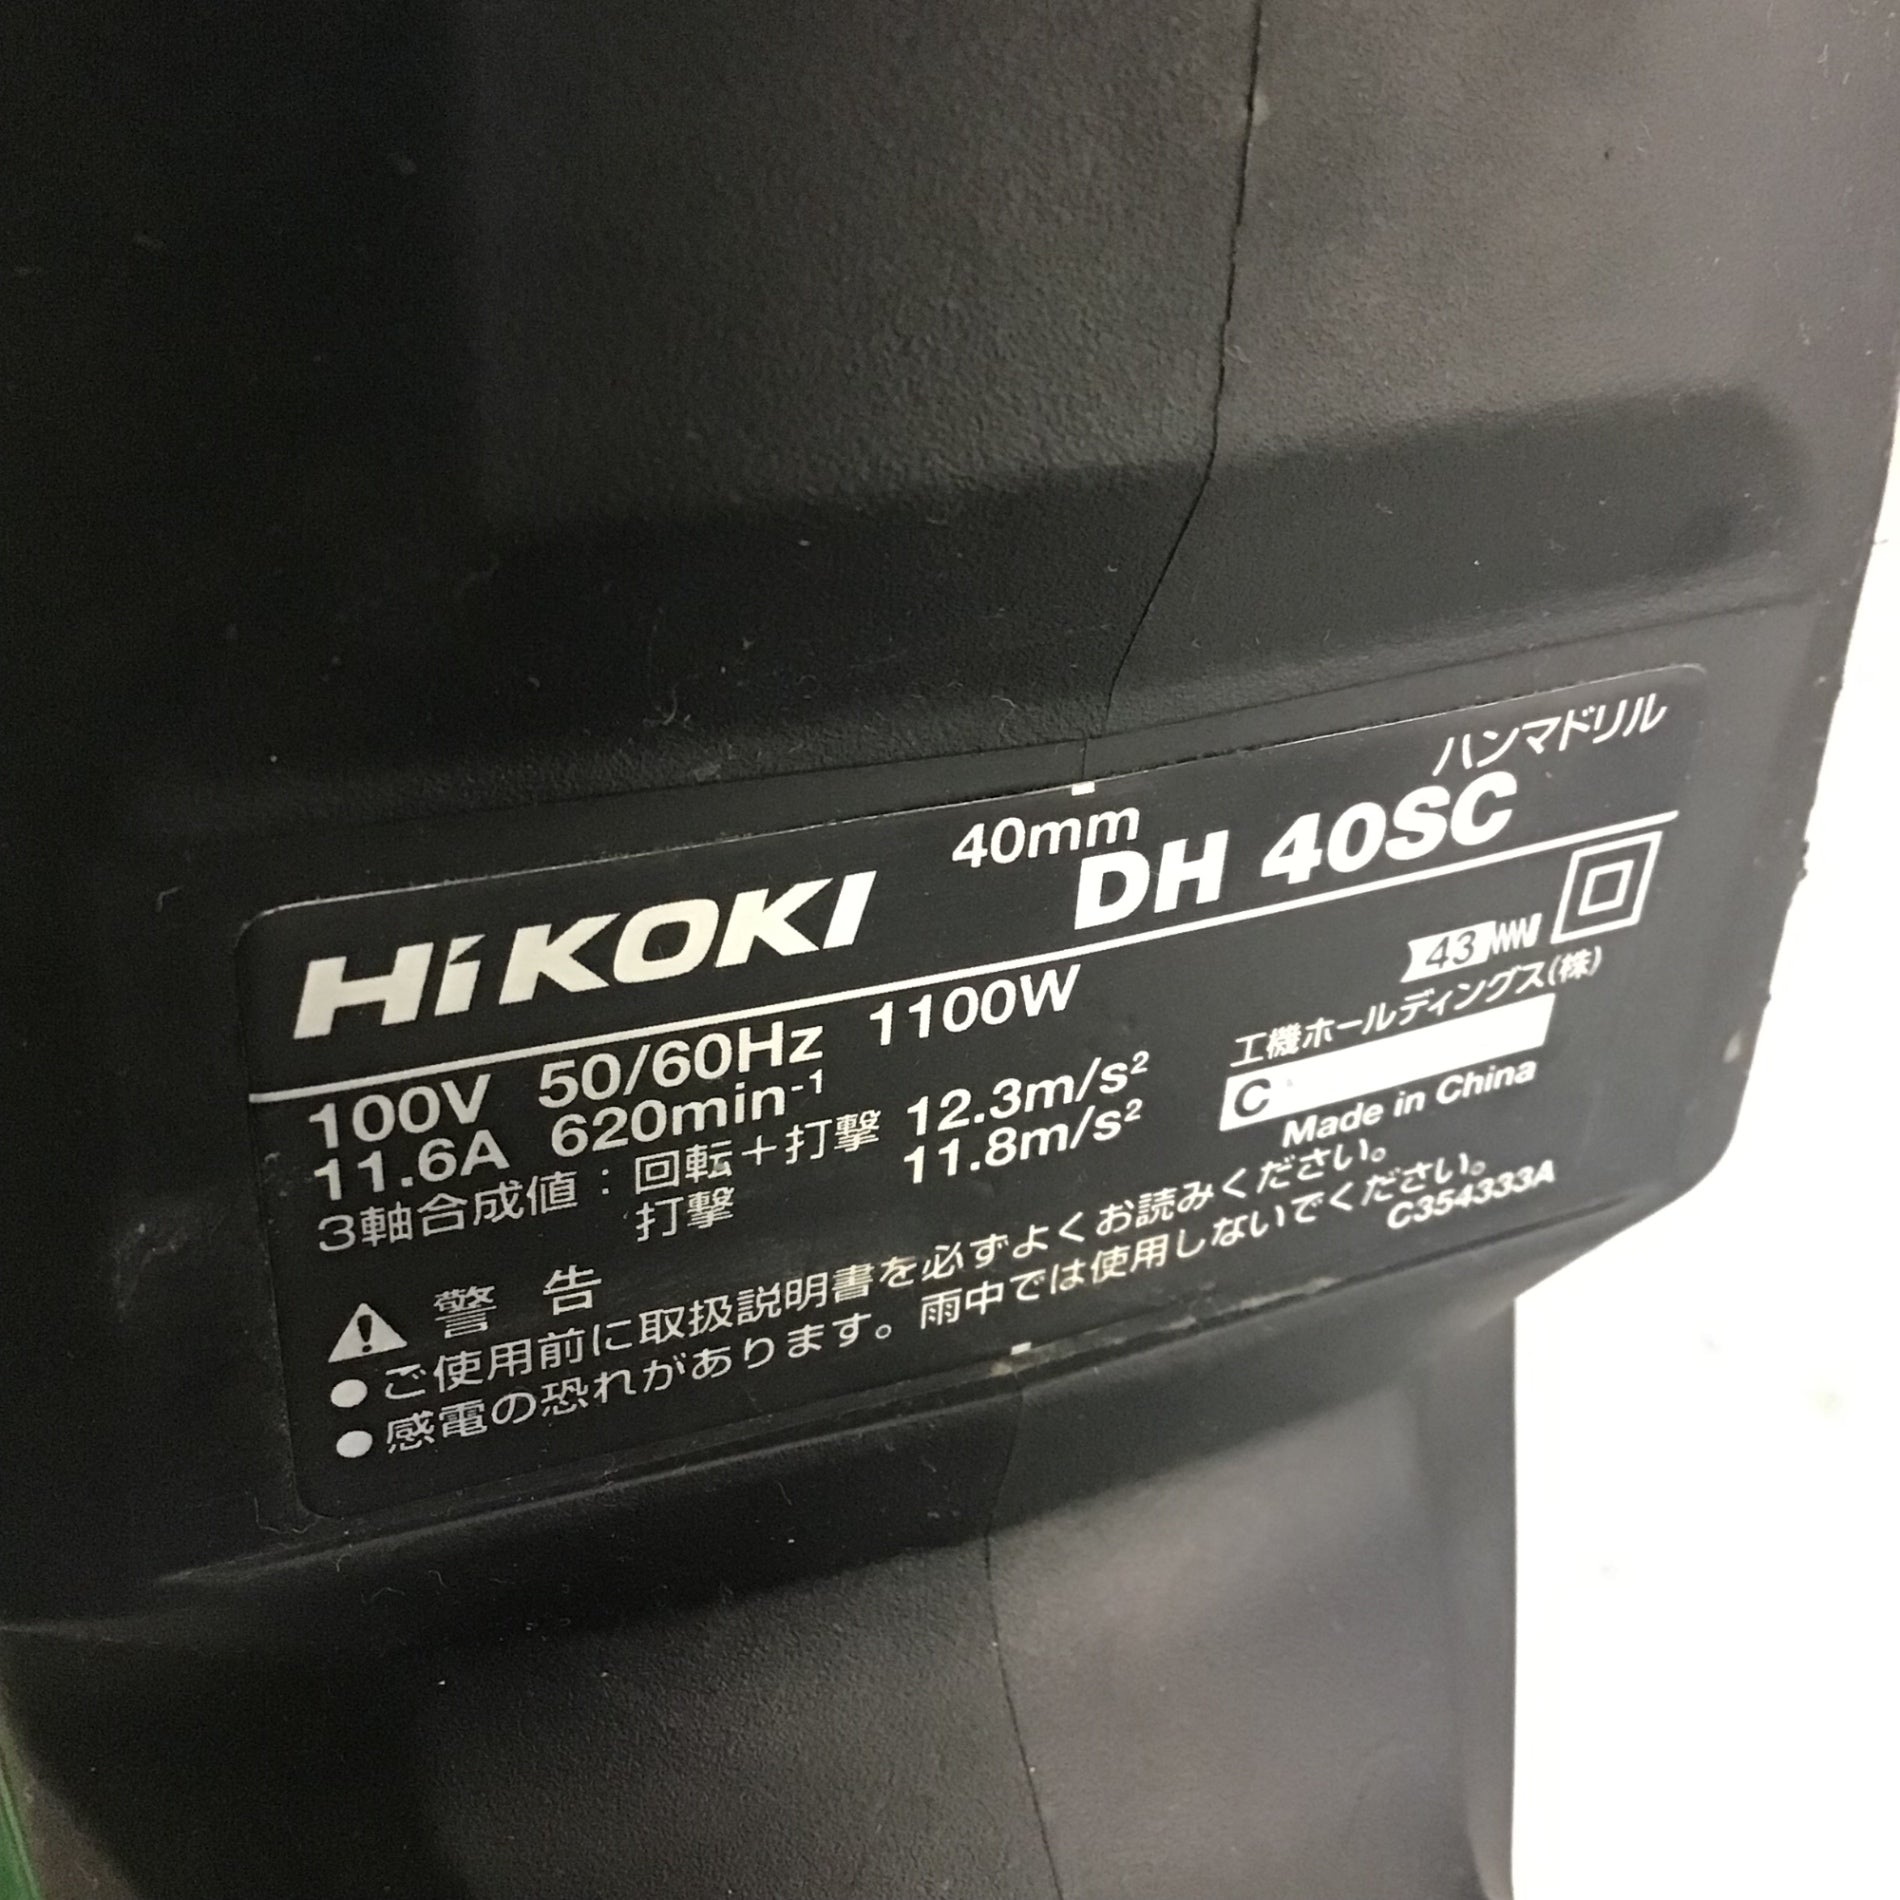 ハンマドリル
HiKOKI 40mm DH 40SC
100V 50/60Hz 1100W
11.6A 620min⁻¹
3軸合成値：回転＋打撃 12.3m/s²
打撃 11.8m/s²
43
工機ホールディングス(株)
C
Made in China
⚠ 警告
●ご使用前に取扱説明書を必ずよくお読みください。
●感電の恐れがあります。雨中では使用しないでください。
C354333A